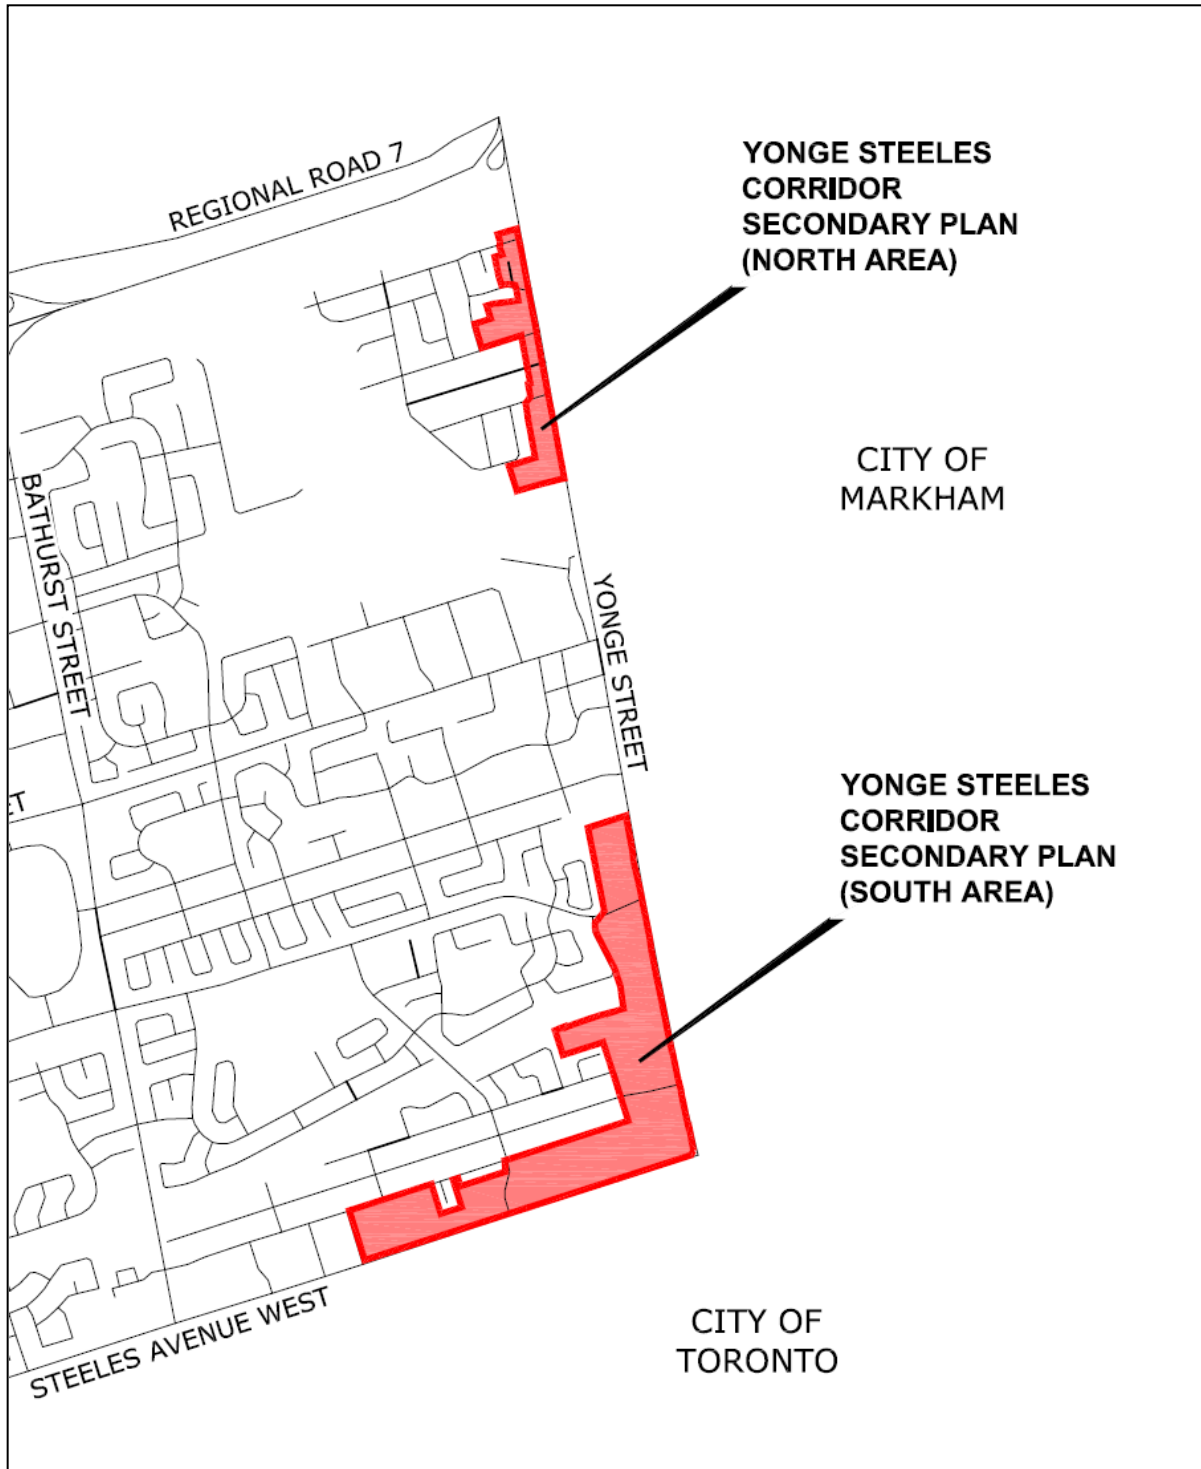 REGIONAL ROAD 7
YONGE STEELES
CORRIDOR
SECONDARY PLAN
(NORTH AREA)
CITY OF
MARKHAM
BATHURST STREET
YONGE STREET
YONGE STEELES
CORRIDOR
SECONDARY PLAN
(SOUTH AREA)
ET
STEELES AVENUE WEST
CITY OF
TORONTO